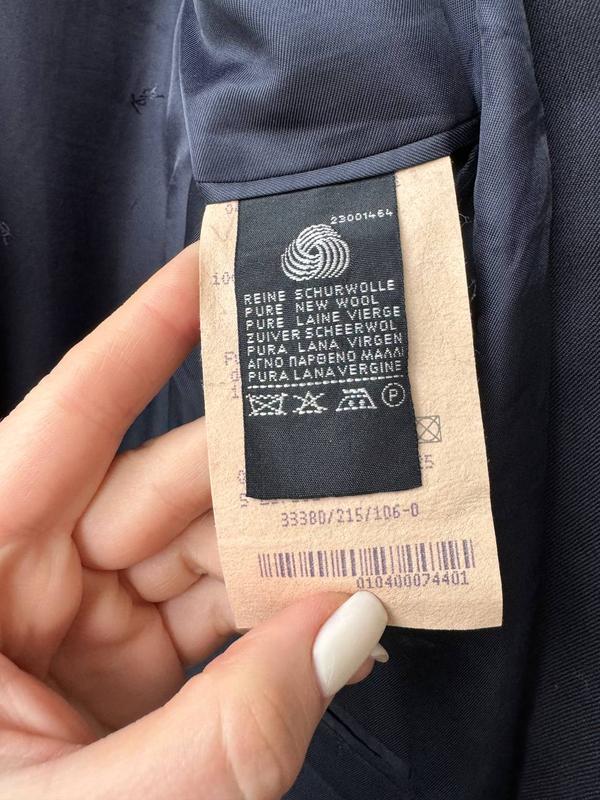 23001464
REINE SCHURWOLLE
PURE NEW WOOL
PURE LAINE VIERGE
ZUIVER SCHEERWOL
PURA LANA VIRGEN
ΑΓΝΟ ΠΑΡΘΕΝΟ ΜΑΛΛΙ
PURA LANA VERGINE
P
33380/215/106-0
010400074401